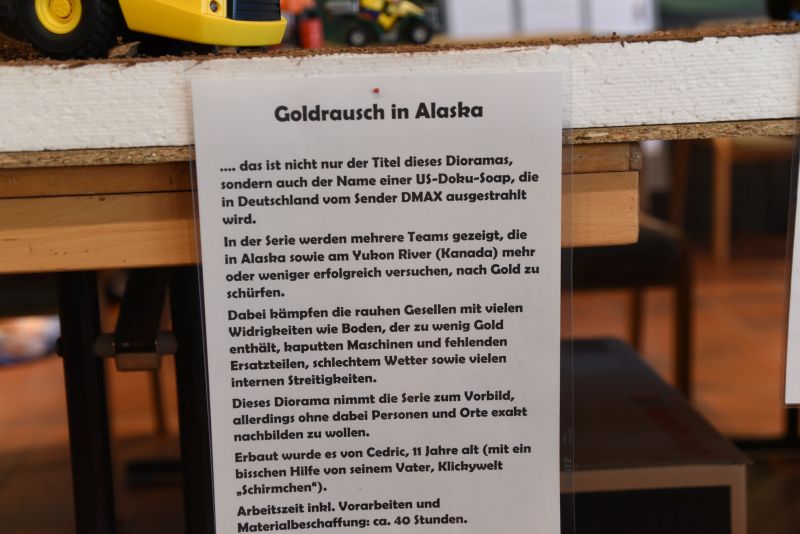 Goldrausch in Alaska
.... das ist nicht nur der Titel dieses Dioramas,
sondern auch der Name einer US-Doku-Soap, die
in Deutschland vom Sender DMAX ausgestrahlt
wird.
In der Serie werden mehrere Teams gezeigt, die
in Alaska sowie am Yukon River (Kanada) mehr
oder weniger erfolgreich versuchen, nach Gold zu
schürfen.
Dabei kämpfen die rauhen Gesellen mit vielen
Widrigkeiten wie Boden, der zu wenig Gold
enthält, kaputten Maschinen und fehlenden
Ersatzteilen, schlechtem Wetter sowie vielen
internen Streitigkeiten.
Dieses Diorama nimmt die Serie zum Vorbild,
allerdings ohne dabei Personen und Orte exakt
nachbilden zu wollen.
Erbaut wurde es von Cedric, 11 Jahre alt (mit ein
bisschen Hilfe von seinem Vater, Klickywelt
„Schirmchen“).
Arbeitszeit inkl. Vorarbeiten und
Materialbeschaffung: ca. 40 Stunden.